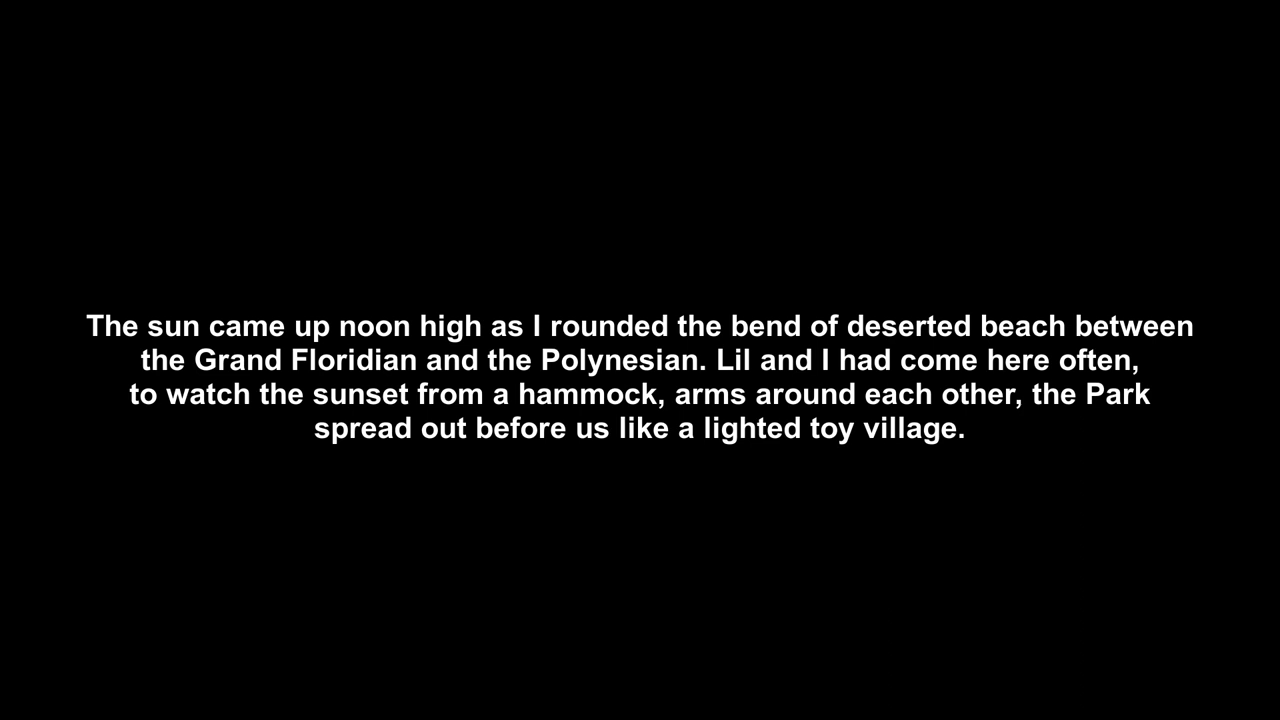 The sun came up noon high as I rounded the bend of deserted beach between
the Grand Floridian and the Polynesian. Lil and I had come here often,
to watch the sunset from a hammock, arms around each other, the Park
spread out before us like a lighted toy village.